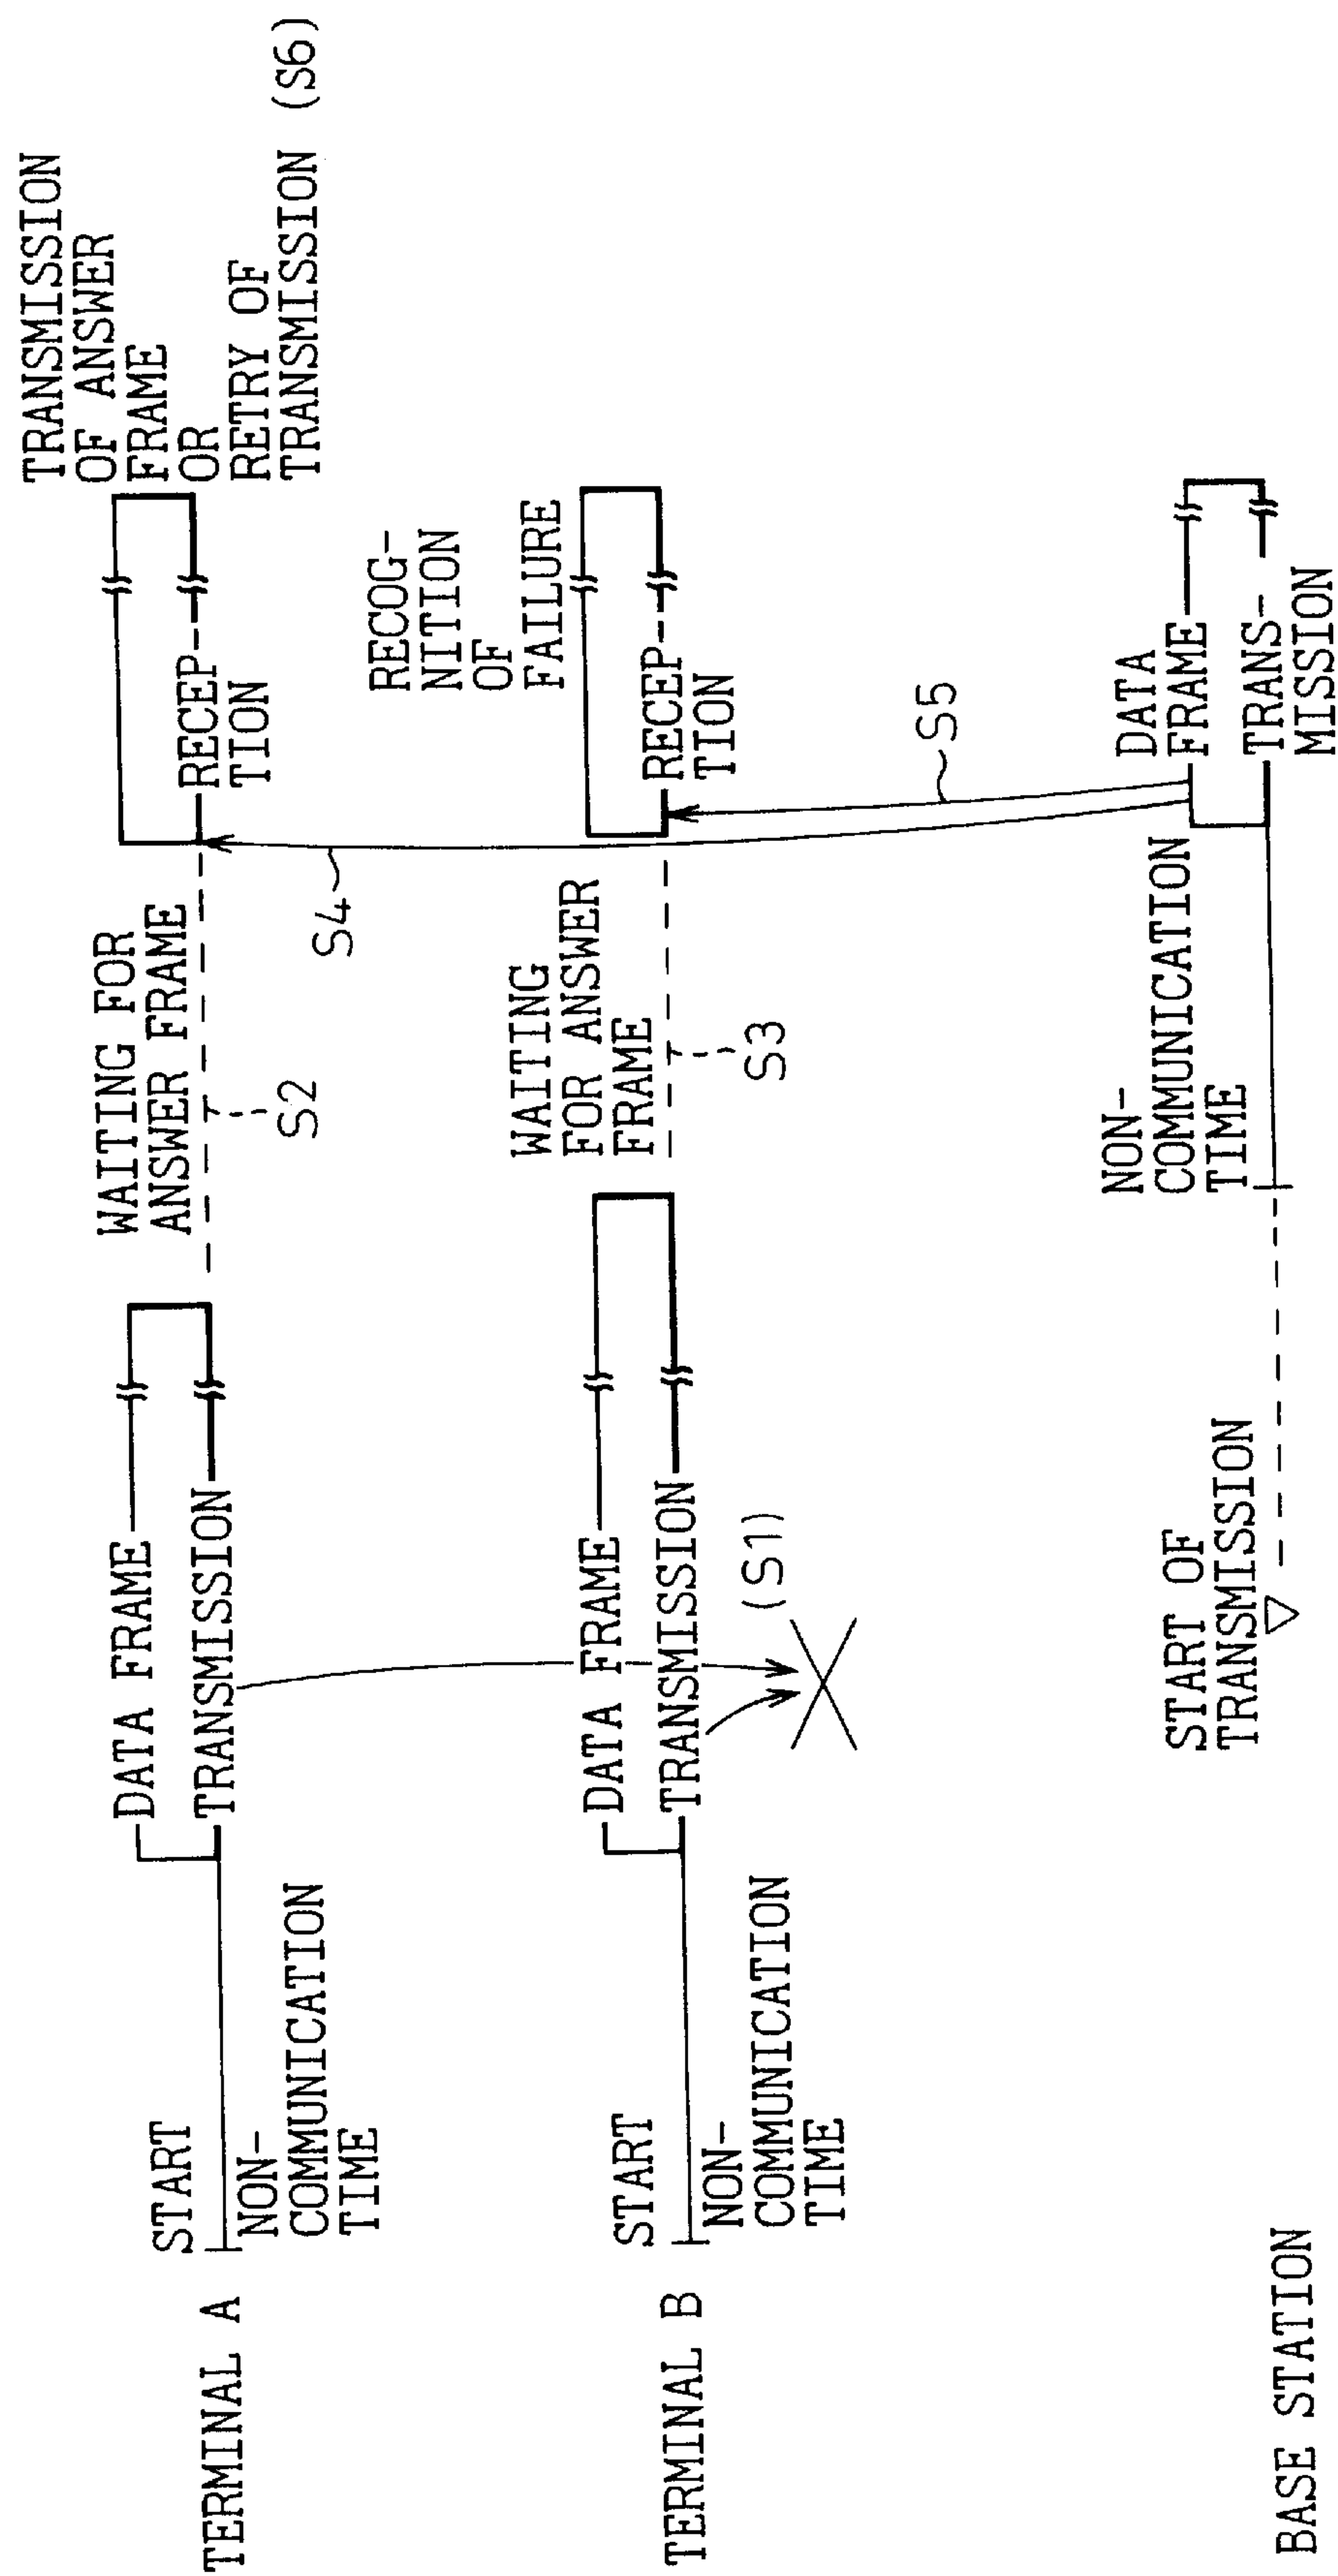 TERMINAL A
START
NON-
COMMUNICATION
TIME
DATA FRAME
TRANSMISSION
WAITING FOR
ANSWER FRAME
S2
RECEP-
TION
TRANSMISSION
OF ANSWER
FRAME
OR
RETRY OF
TRANSMISSION (S6)
S4
TERMINAL B
START
NON-
COMMUNICATION
TIME
DATA FRAME
TRANSMISSION
(S1)
WAITING
FOR ANSWER
FRAME
S3
RECEP-
TION
RECOG-
NITION
OF
FAILURE
S5
BASE STATION
START OF
TRANSMISSION
NON-
COMMUNICATION
TIME
DATA
FRAME
TRANS-
MISSION